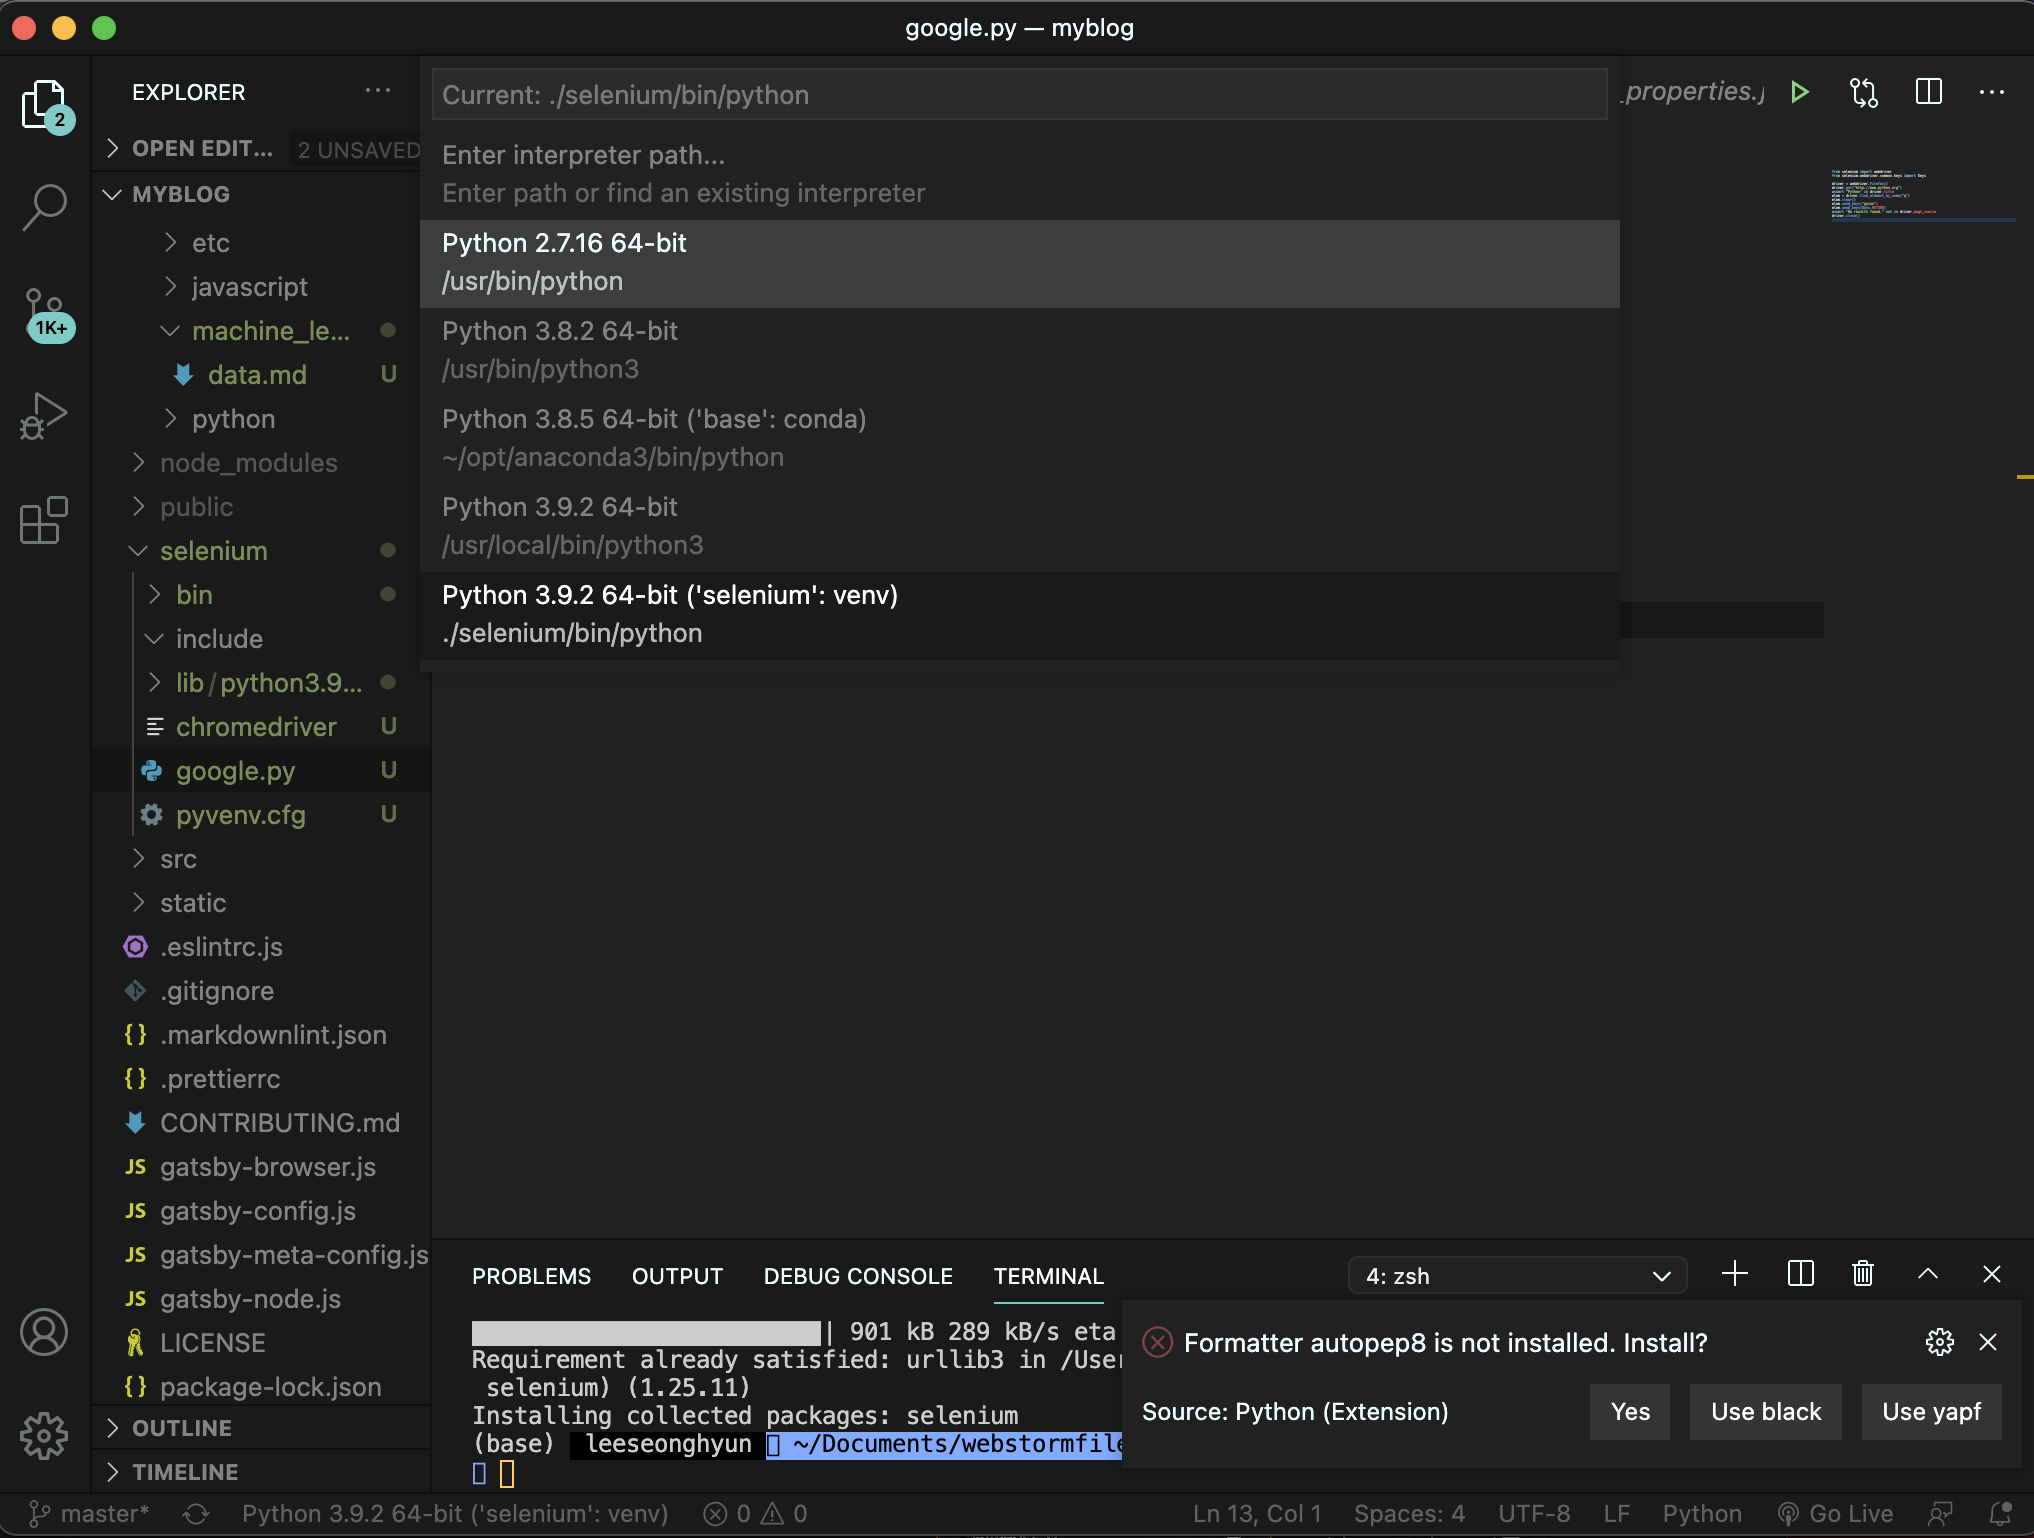 google.py — myblog
EXPLORER
Current: ./selenium/bin/python
_properties.j
2
OPEN EDIT...
2 UNSAVED
Enter interpreter path...
Enter path or find an existing interpreter
MYBLOG
Python 2.7.16 64-bit
/usr/bin/python
Python 3.8.2 64-bit
/usr/bin/python3
Python 3.8.5 64-bit ('base': conda)
~/opt/anaconda3/bin/python
Python 3.9.2 64-bit
/usr/local/bin/python3
Python 3.9.2 64-bit ('selenium': venv)
./selenium/bin/python
1K+
etc
javascript
machine_le...
data.md U
python
node_modules
public
selenium
bin
include
lib/python3.9...
chromedriver U
google.py U
pyvenv.cfg U
src
static
.eslintrc.js
.gitignore
{} .markdownlint.json
{} .prettierrc
CONTRIBUTING.md
JS gatsby-browser.js
JS gatsby-config.js
JS gatsby-meta-config.js
JS gatsby-node.js
LICENSE
{} package-lock.json
OUTLINE
TIMELINE
PROBLEMS OUTPUT DEBUG CONSOLE TERMINAL
4: zsh
| 901 kB 289 kB/s eta
Requirement already satisfied: urllib3 in /User
selenium) (1.25.11)
Installing collected packages: selenium
(base) leeseonghyun ~/Documents/webstormfile
Formatter autopep8 is not installed. Install?
Source: Python (Extension)
Yes
Use black
Use yapf
master* Python 3.9.2 64-bit ('selenium': venv) 0 0 Ln 13, Col 1 Spaces: 4 UTF-8 LF Python Go Live